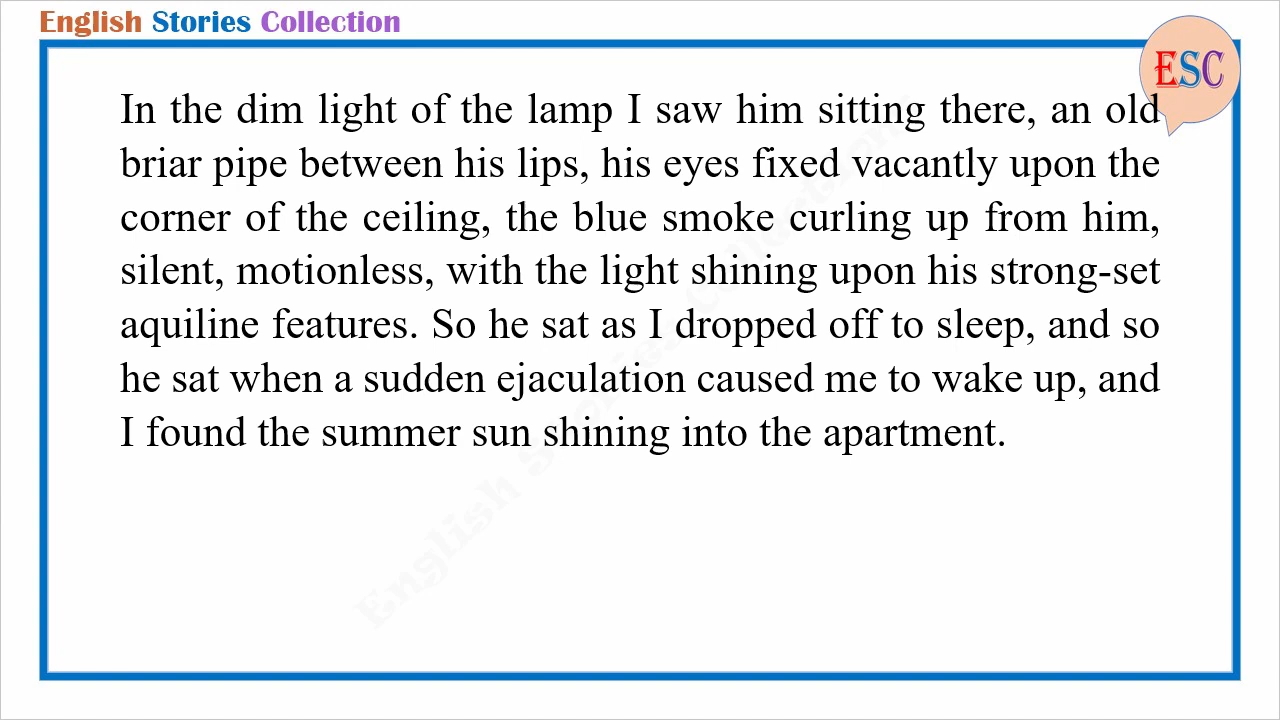 English Stories Collection
ESC
In the dim light of the lamp I saw him sitting there, an old
briar pipe between his lips, his eyes fixed vacantly upon the
corner of the ceiling, the blue smoke curling up from him,
silent, motionless, with the light shining upon his strong-set
aquiline features. So he sat as I dropped off to sleep, and so
he sat when a sudden ejaculation caused me to wake up, and
I found the summer sun shining into the apartment.
English Stories Collection